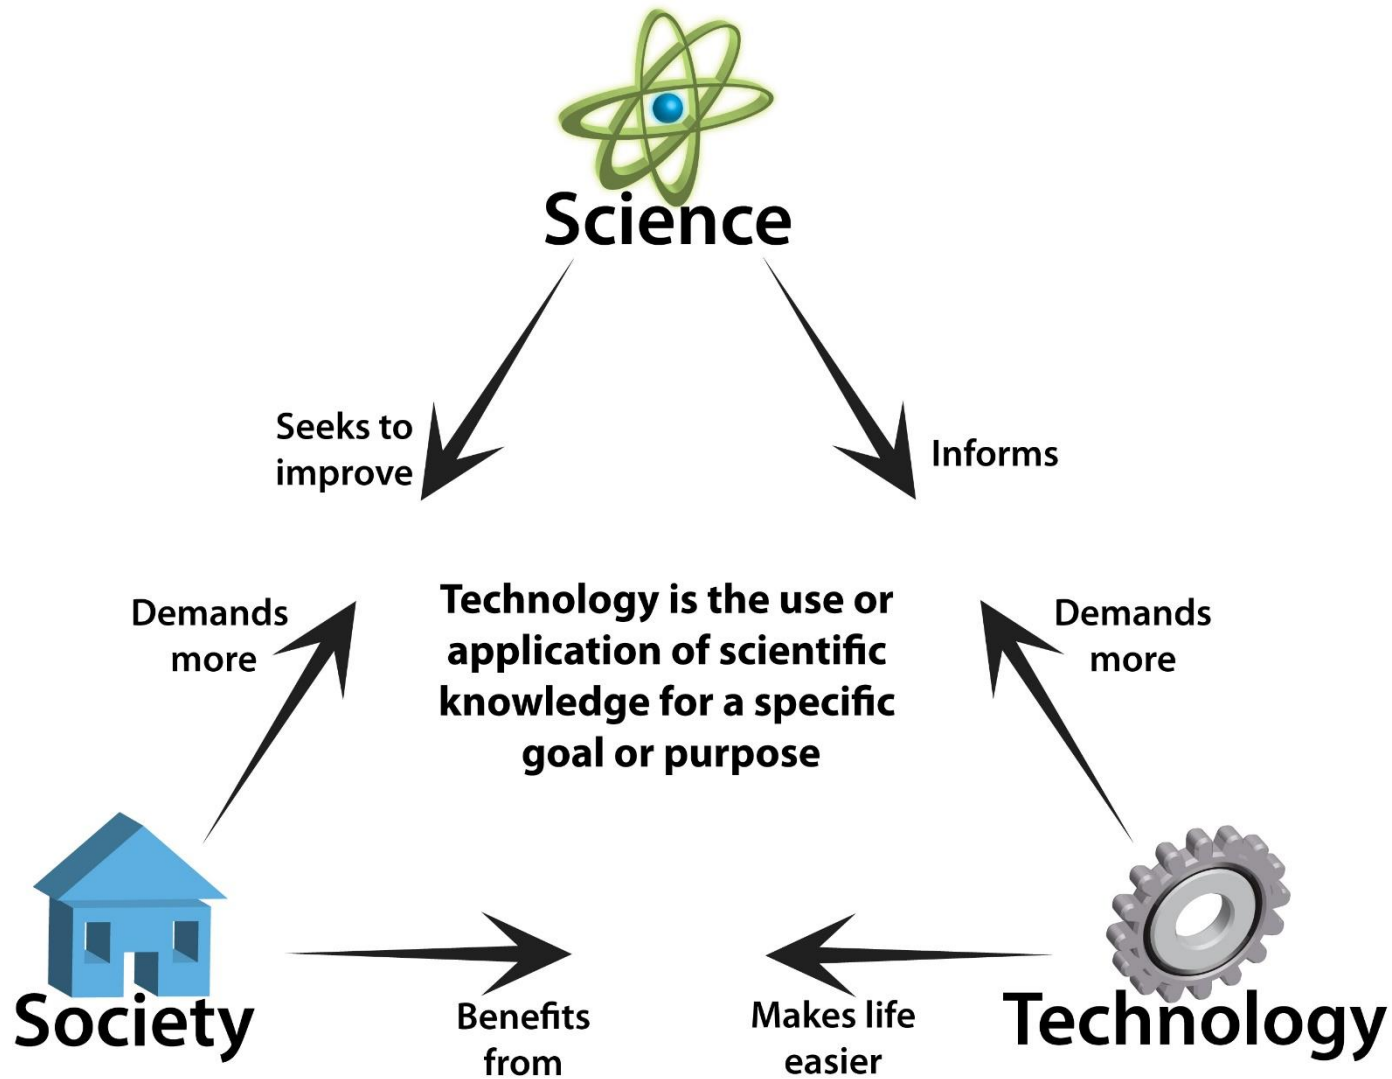 Science
Seeks to
improve
Informs
Demands
more
Technology is the use or
application of scientific
knowledge for a specific
goal or purpose
Demands
more
Society
Benefits
from
Makes life
easier
Technology